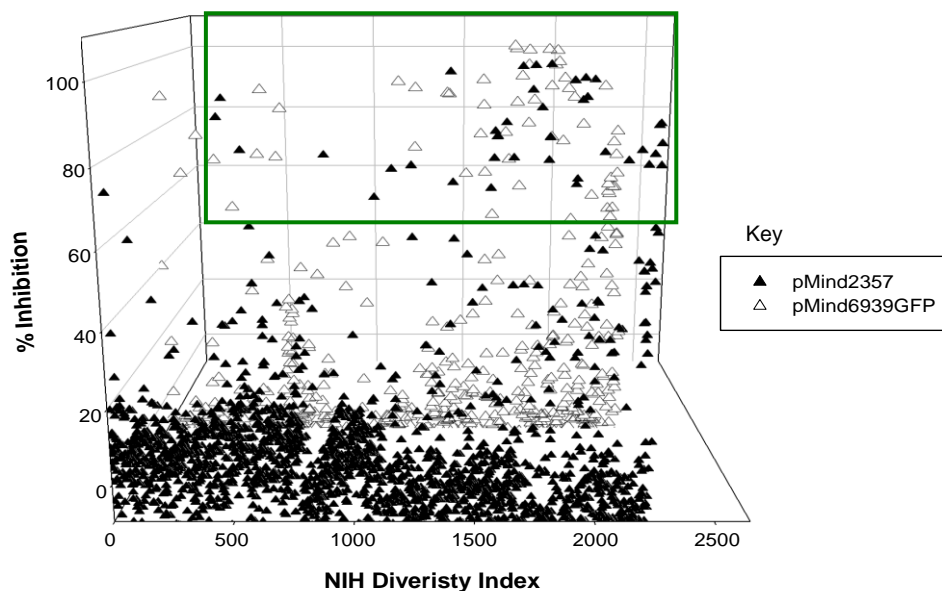 100
80
60
40
20
0
% Inhibition
0 500 1000 1500 2000 2500
NIH Diveristy Index
Key
pMind2357
pMind6939GFP